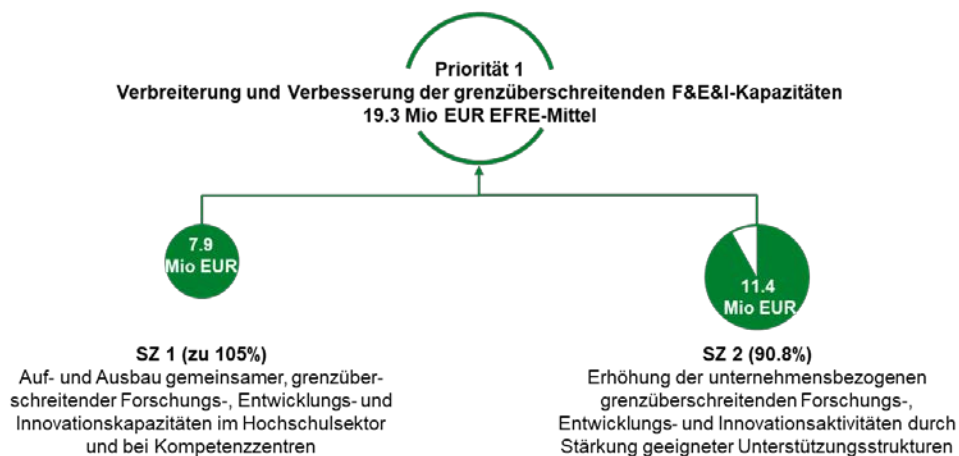 Priorität 1
Verbreiterung und Verbesserung der grenzüberschreitenden F&E&I-Kapazitäten
19.3 Mio EUR EFRE-Mittel
7.9
Mio EUR
11.4
Mio EUR
SZ 1 (zu 105%)
Auf- und Ausbau gemeinsamer, grenzüber-
schreitender Forschungs-, Entwicklungs- und
Innovationskapazitäten im Hochschulsektor
und bei Kompetenzzentren
SZ 2 (90.8%)
Erhöhung der unternehmensbezogenen
grenzüberschreitenden Forschungs-,
Entwicklungs- und Innovationsaktivitäten durch
Stärkung geeigneter Unterstützungsstrukturen